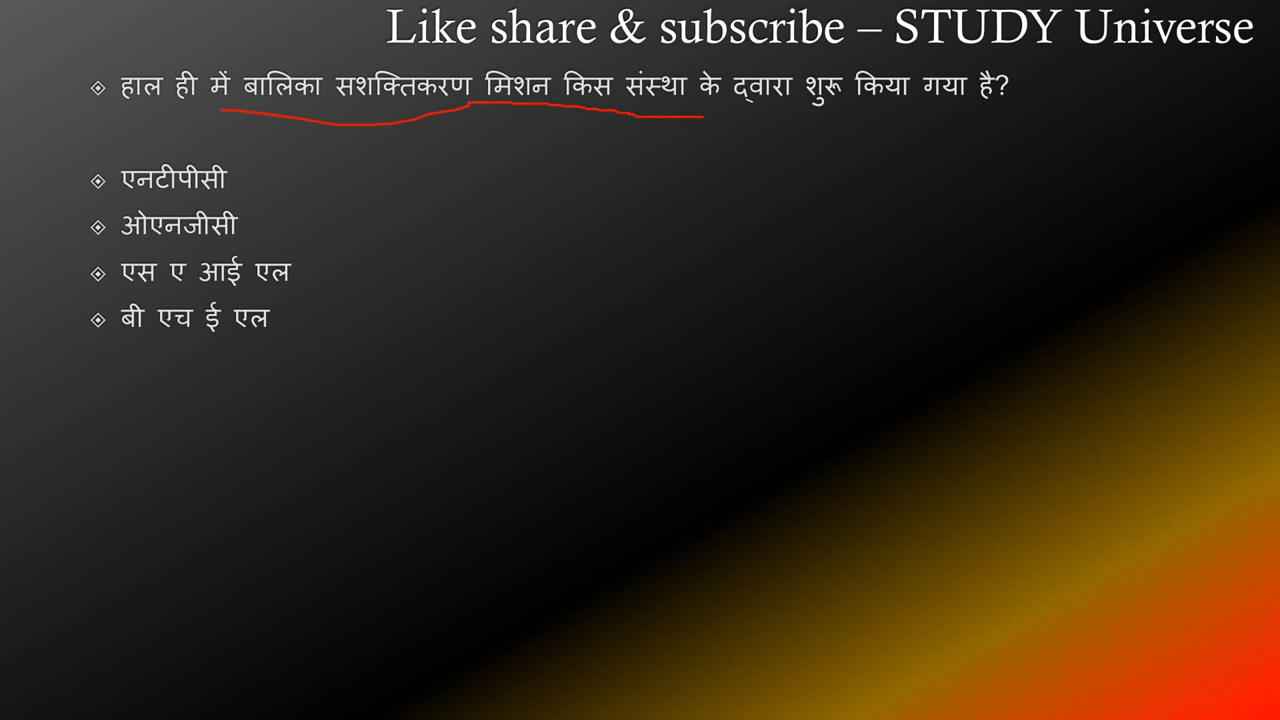 Like share & subscribe – STUDY Universe
हाल ही में बालिका सशक्तिकरण मिशन किस संस्था के द्वारा शुरू किया गया है?
एनटीपीसी
ओएनजीसी
एस ए आई एल
बी एच ई एल